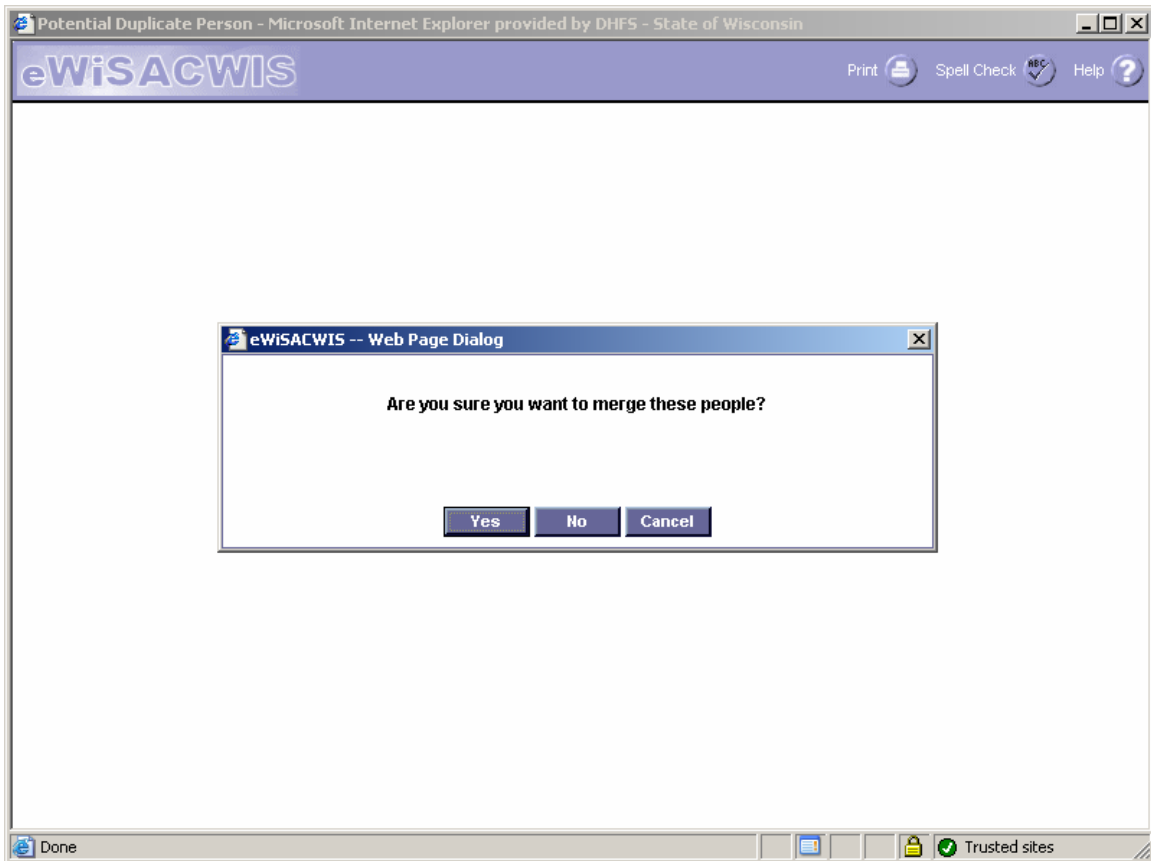 Potential Duplicate Person - Microsoft Internet Explorer provided by DHFS - State of Wisconsin
eWiSACWIS Print Spell Check ABC Help ?
eWiSACWIS -- Web Page Dialog
Are you sure you want to merge these people?
Yes No Cancel
Done Trusted sites